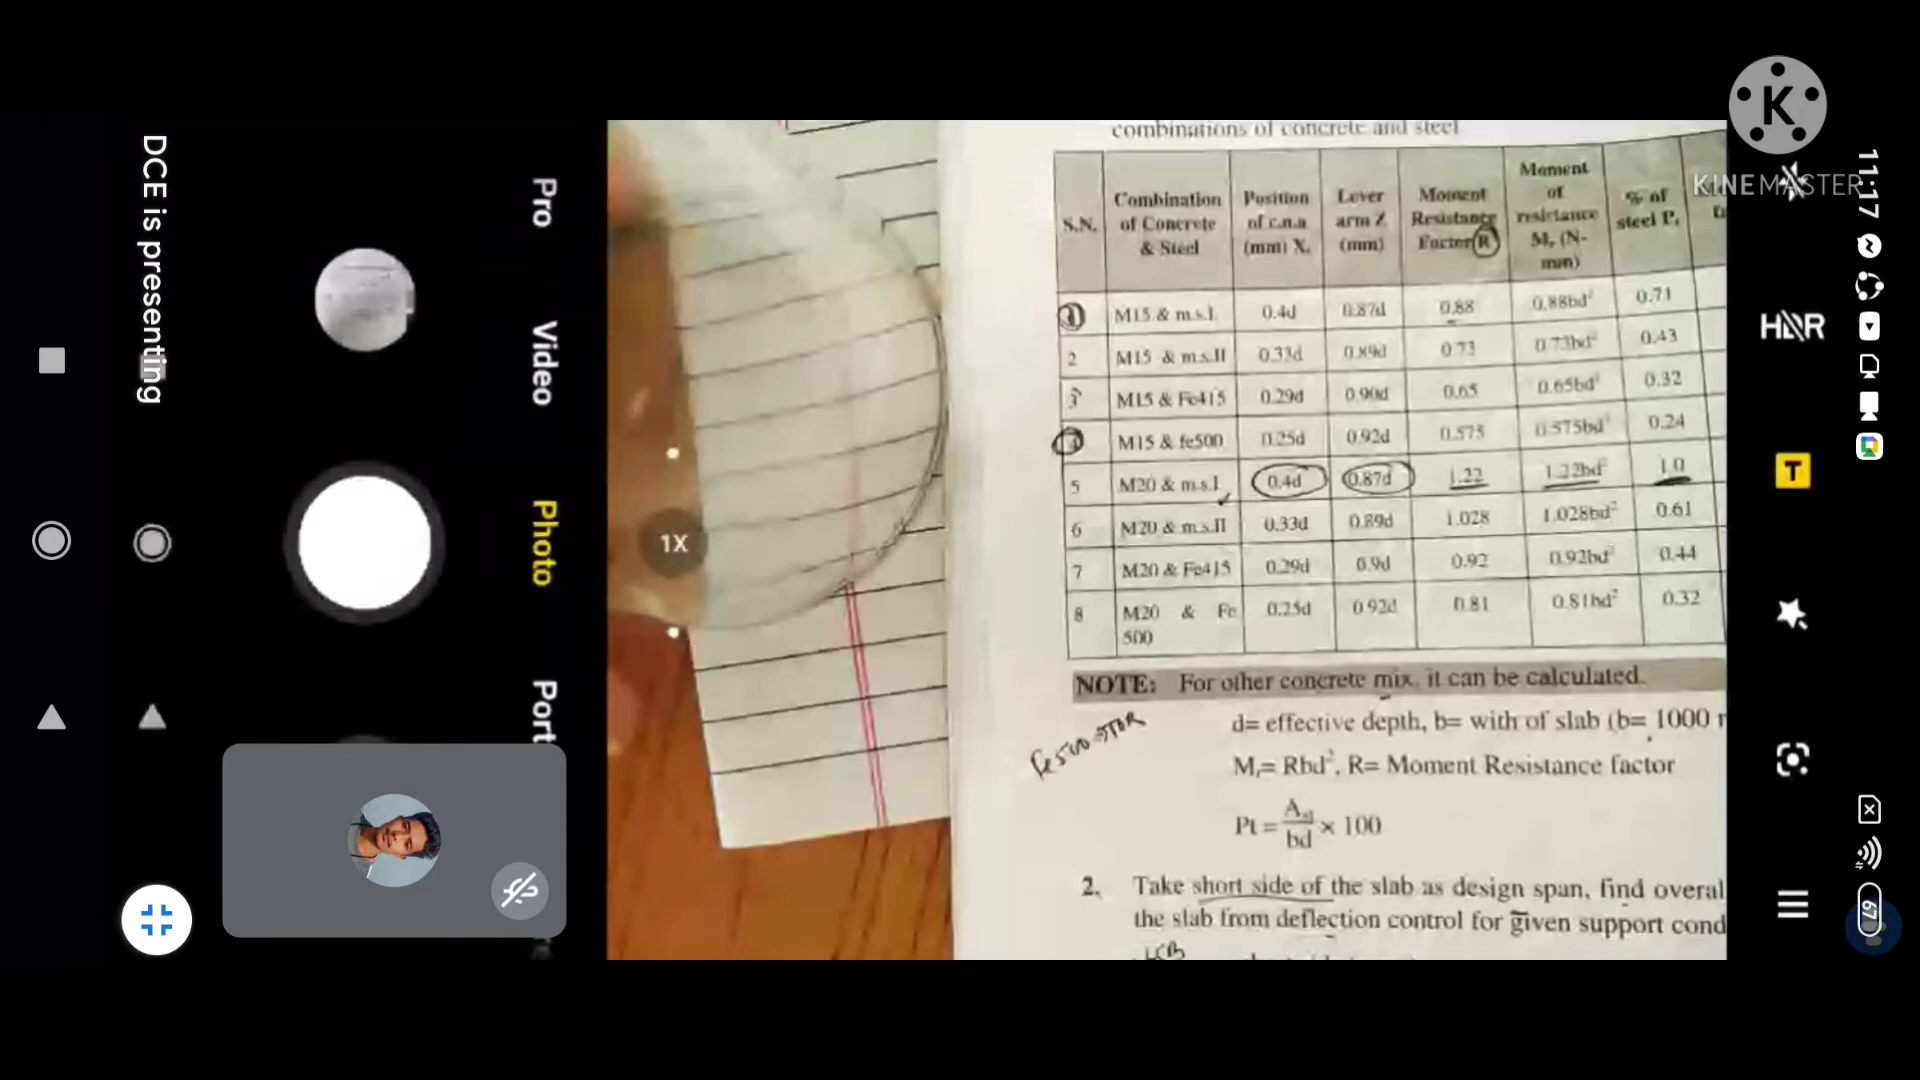 DCE is presenting
Pro
Video
Photo
Port
1X
KINEMASTER
11:17
HDR
T
67
combinations of concrete and steel
S.N. Combination of Concrete & Steel Position of c.n.a (mm) X. Lever arm Z (mm) Moment Resistance Factor R Moment of resistance Mr (N-mm) % of steel Pt
1 M15 & m.s.I 0.4d 0.87d 0.88 0.88bd² 0.71
2 M15 & m.s.II 0.33d 0.89d 0.73 0.73bd² 0.43
3 M15 & Fe415 0.29d 0.90d 0.65 0.65bd² 0.32
4 M15 & fe500 0.25d 0.92d 0.575 0.575bd² 0.24
5 M20 & m.s.I 0.4d 0.87d 1.22 1.22bd² 1.0
6 M20 & m.s.II 0.33d 0.89d 1.028 1.028bd² 0.61
7 M20 & Fe415 0.29d 0.9d 0.92 0.92bd² 0.44
8 M20 & Fe 500 0.25d 0.92d 0.81 0.81bd² 0.32
NOTE: For other concrete mix, it can be calculated.
d= effective depth, b= with of slab (b= 1000
Mr= Rbd², R= Moment Resistance factor
Pt = Ast/bd × 100
2. Take short side of the slab as design span, find overal
the slab from deflection control for given support cond